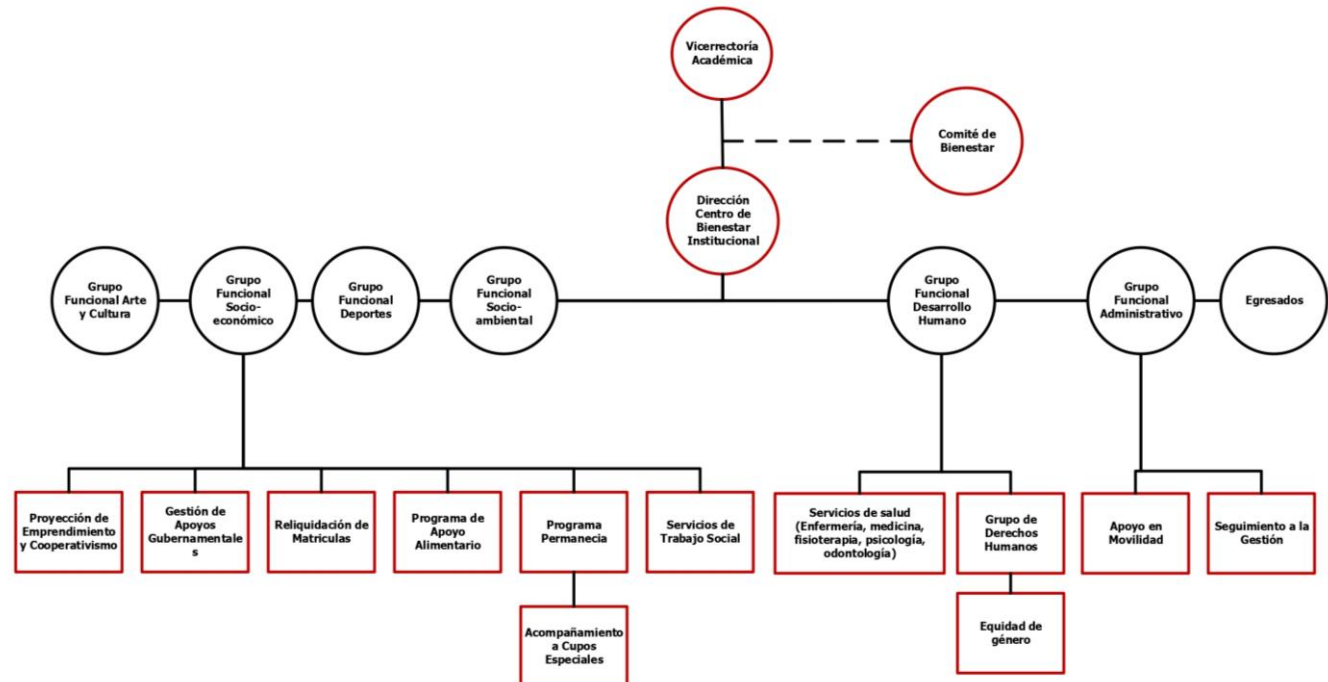 Vicerrectoría
Académica
Comité de
Bienestar
Dirección
Centro de
Bienestar
Institucional
Grupo
Funcional Arte
y Cultura
Grupo
Funcional
Socio-
económico
Grupo
Funcional
Deportes
Grupo
Funcional
Socio-
ambiental
Grupo
Funcional
Desarrollo
Humano
Grupo
Funcional
Administrativo
Egresados
Proyección de
Emprendimiento
y Cooperativismo
Gestión de
Apoyos
Gubernamentale
s
Reliquidación de
Matriculas
Programa de
Apoyo
Alimentario
Programa
Permanecia
Servicios de
Trabajo Social
Servicios de salud
(Enfermería, medicina,
fisioterapia, psicología,
odontología)
Grupo de
Derechos
Humanos
Apoyo en
Movilidad
Seguimiento a la
Gestión
Acompañamiento
a Cupos
Especiales
Equidad de
género